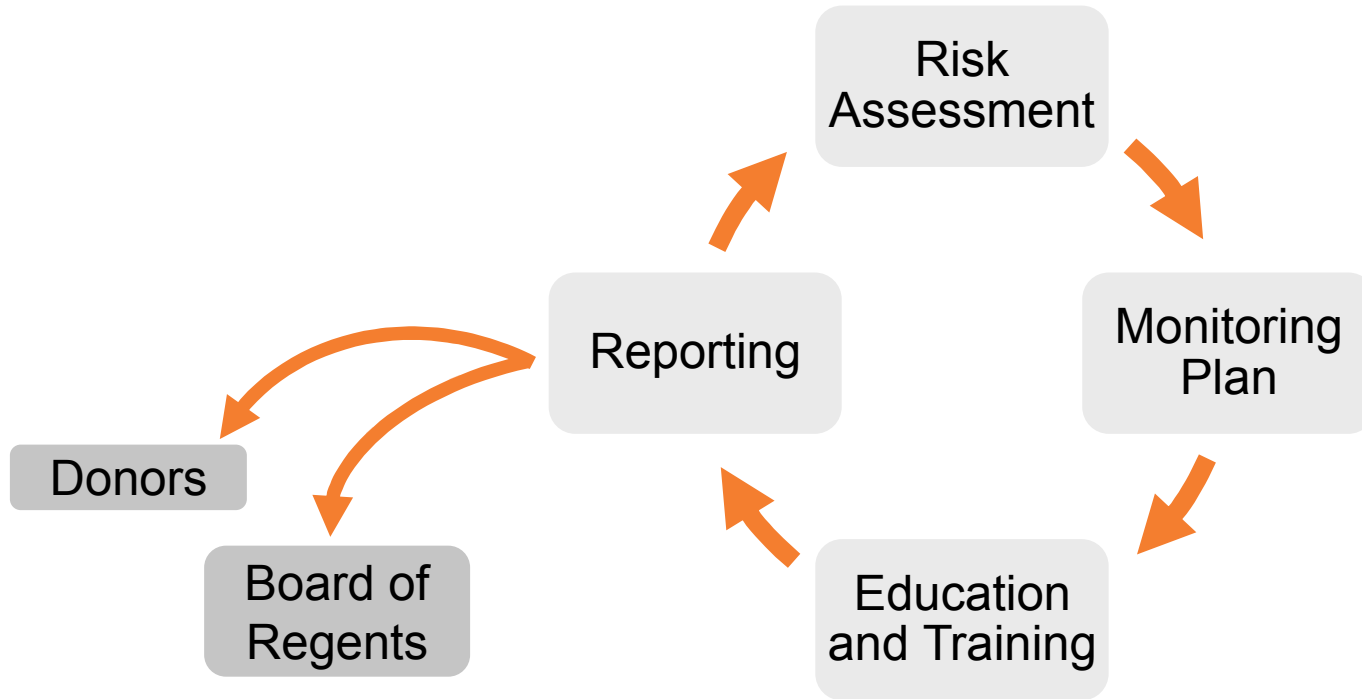 Risk
Assessment
Monitoring
Plan
Education
and Training
Reporting
Donors
Board of
Regents